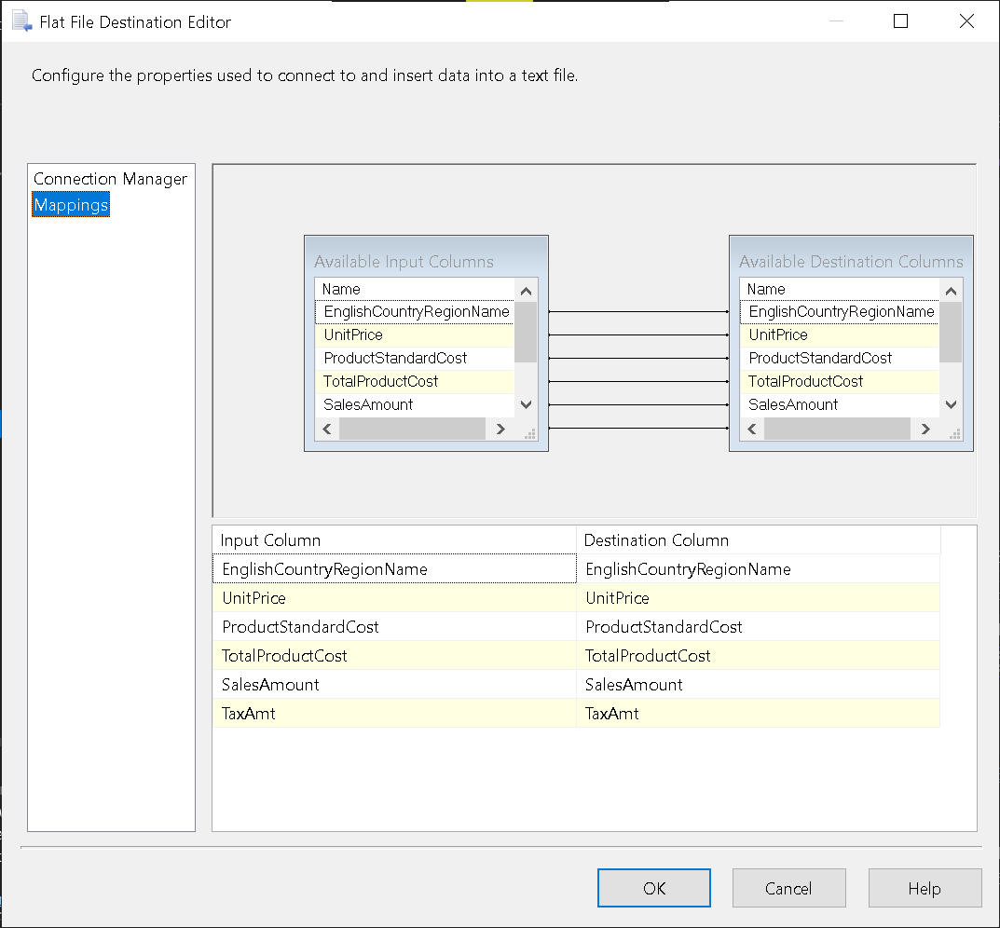 Flat File Destination Editor
Configure the properties used to connect to and insert data into a text file.
Connection Manager
Mappings
Available Input Columns
Name
EnglishCountryRegionName
UnitPrice
ProductStandardCost
TotalProductCost
SalesAmount
Available Destination Columns
Name
EnglishCountryRegionName
UnitPrice
ProductStandardCost
TotalProductCost
SalesAmount
Input Column Destination Column
EnglishCountryRegionName EnglishCountryRegionName
UnitPrice UnitPrice
ProductStandardCost ProductStandardCost
TotalProductCost TotalProductCost
SalesAmount SalesAmount
TaxAmt TaxAmt
OK Cancel Help